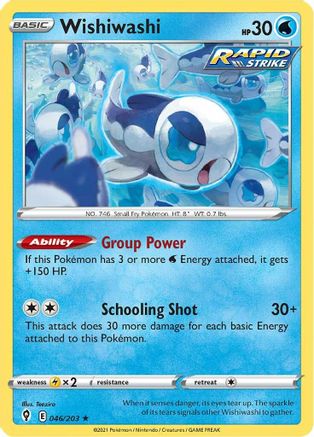 BASIC Wishiwashi HP 30
RAPID
STRIKE
NO. 746 Small Fry Pokémon HT: 8" WT: 0.7 lbs.
Ability Group Power
If this Pokémon has 3 or more Energy attached, it gets
+150 HP.
Schooling Shot 30+
This attack does 30 more damage for each basic Energy
attached to this Pokémon.
weakness ×2 resistance retreat
Illus. Teeziro
E 046/203 ★
When it's in danger, its eyes tear up. The sparkle
of its tears signals other Wishiwashi to gather.
©2021 Pokémon / Nintendo / Creatures / GAME FREAK